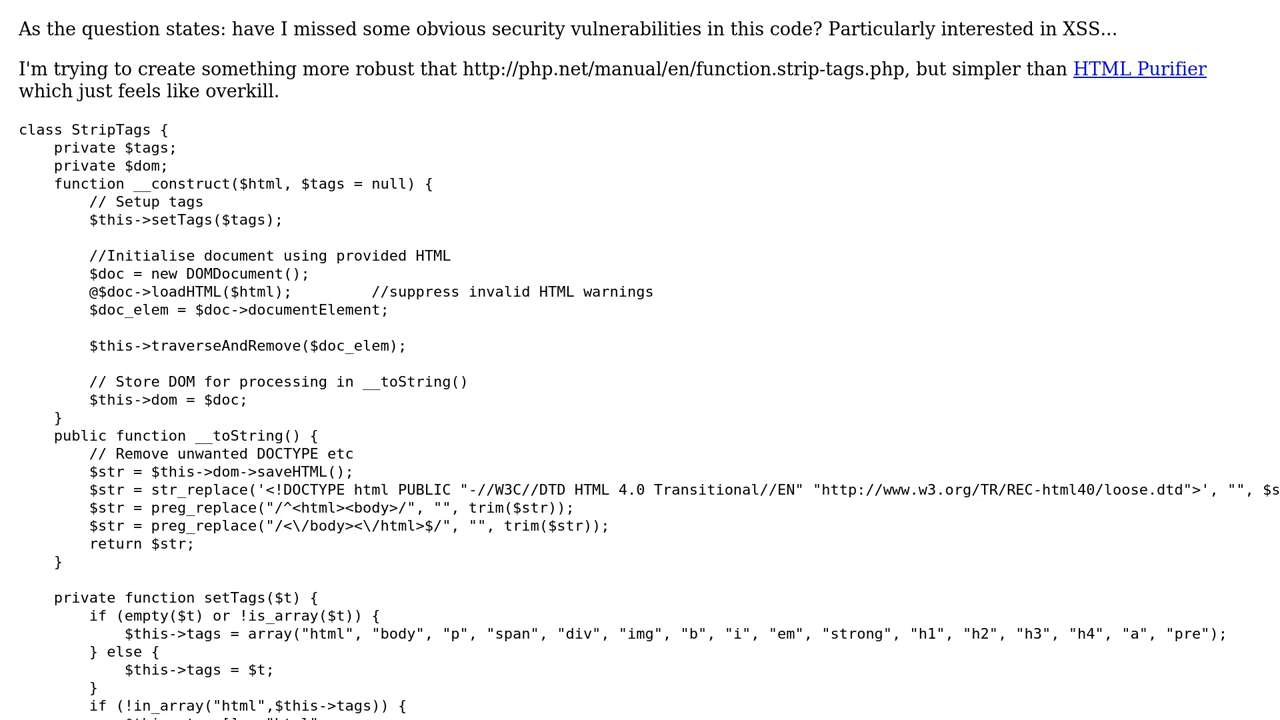 As the question states: have I missed some obvious security vulnerabilities in this code? Particularly interested in XSS...
I'm trying to create something more robust that http://php.net/manual/en/function.strip-tags.php, but simpler than HTML Purifier
which just feels like overkill.
class StripTags {
    private $tags;
    private $dom;
    function __construct($html, $tags = null) {
        // Setup tags
        $this->setTags($tags);

        //Initialise document using provided HTML
        $doc = new DOMDocument();
        @$doc->loadHTML($html);         //suppress invalid HTML warnings
        $doc_elem = $doc->documentElement;

        $this->traverseAndRemove($doc_elem);

        // Store DOM for processing in __toString()
        $this->dom = $doc;
    }
    public function __toString() {
        // Remove unwanted DOCTYPE etc
        $str = $this->dom->saveHTML();
        $str = str_replace('<!DOCTYPE html PUBLIC "-//W3C//DTD HTML 4.0 Transitional//EN" "http://www.w3.org/TR/REC-html40/loose.dtd">', "", $s
        $str = preg_replace("/^<html><body>/", "", trim($str));
        $str = preg_replace("/<\/body><\/html>$/", "", trim($str));
        return $str;
    }

    private function setTags($t) {
        if (empty($t) or !is_array($t)) {
            $this->tags = array("html", "body", "p", "span", "div", "img", "b", "i", "em", "strong", "h1", "h2", "h3", "h4", "a", "pre");
        } else {
            $this->tags = $t;
        }
        if (!in_array("html",$this->tags)) {